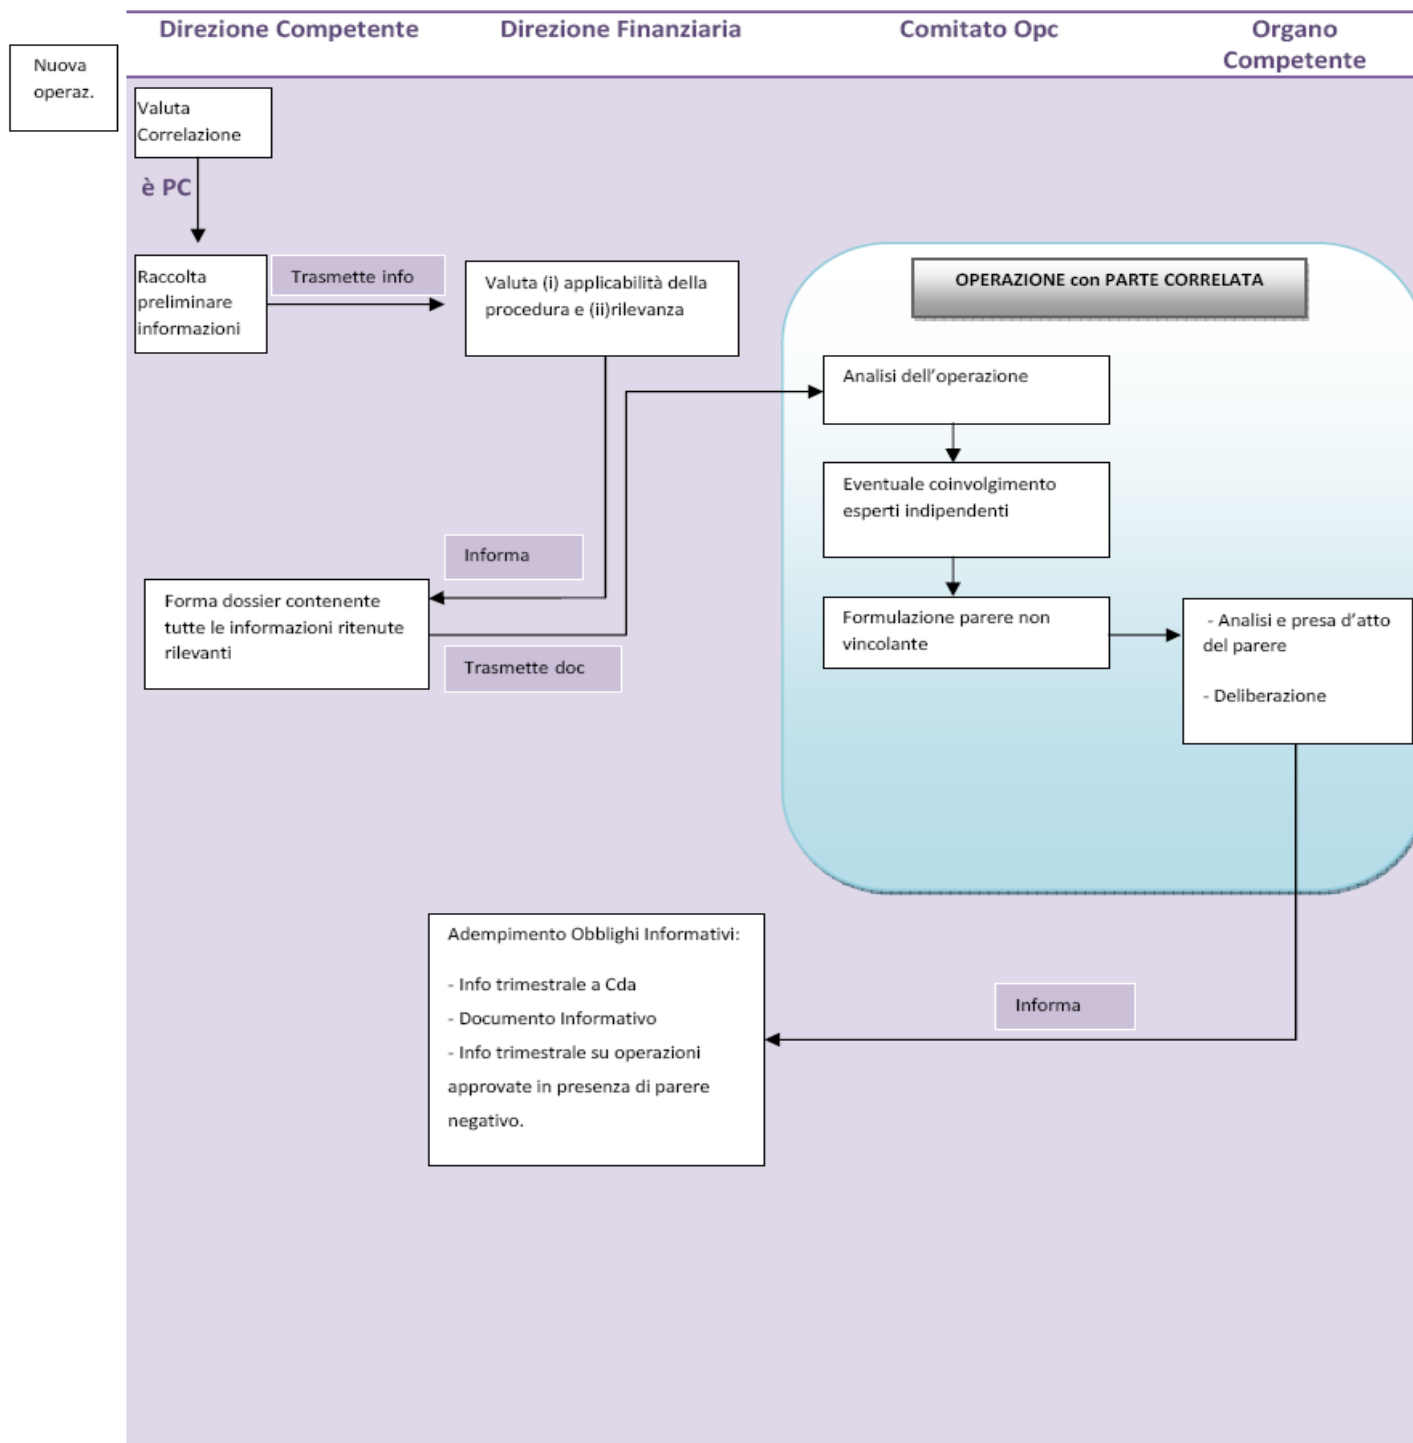 Direzione Competente
Direzione Finanziaria
Comitato Opc
Organo
Competente
Nuova
operaz.
Valuta
Correlazione
è PC
Raccolta
preliminare
informazioni
Trasmette info
Valuta (i) applicabilità della
procedura e (ii)rilevanza
OPERAZIONE con PARTE CORRELATA
Analisi dell'operazione
Eventuale coinvolgimento
esperti indipendenti
Informa
Forma dossier contenente
tutte le informazioni ritenute
rilevanti
Trasmette doc
Formulazione parere non
vincolante
- Analisi e presa d'atto
del parere
- Deliberazione
Adempimento Obblighi Informativi:
- Info trimestrale a Cda
- Documento Informativo
- Info trimestrale su operazioni
approvate in presenza di parere
negativo.
Informa